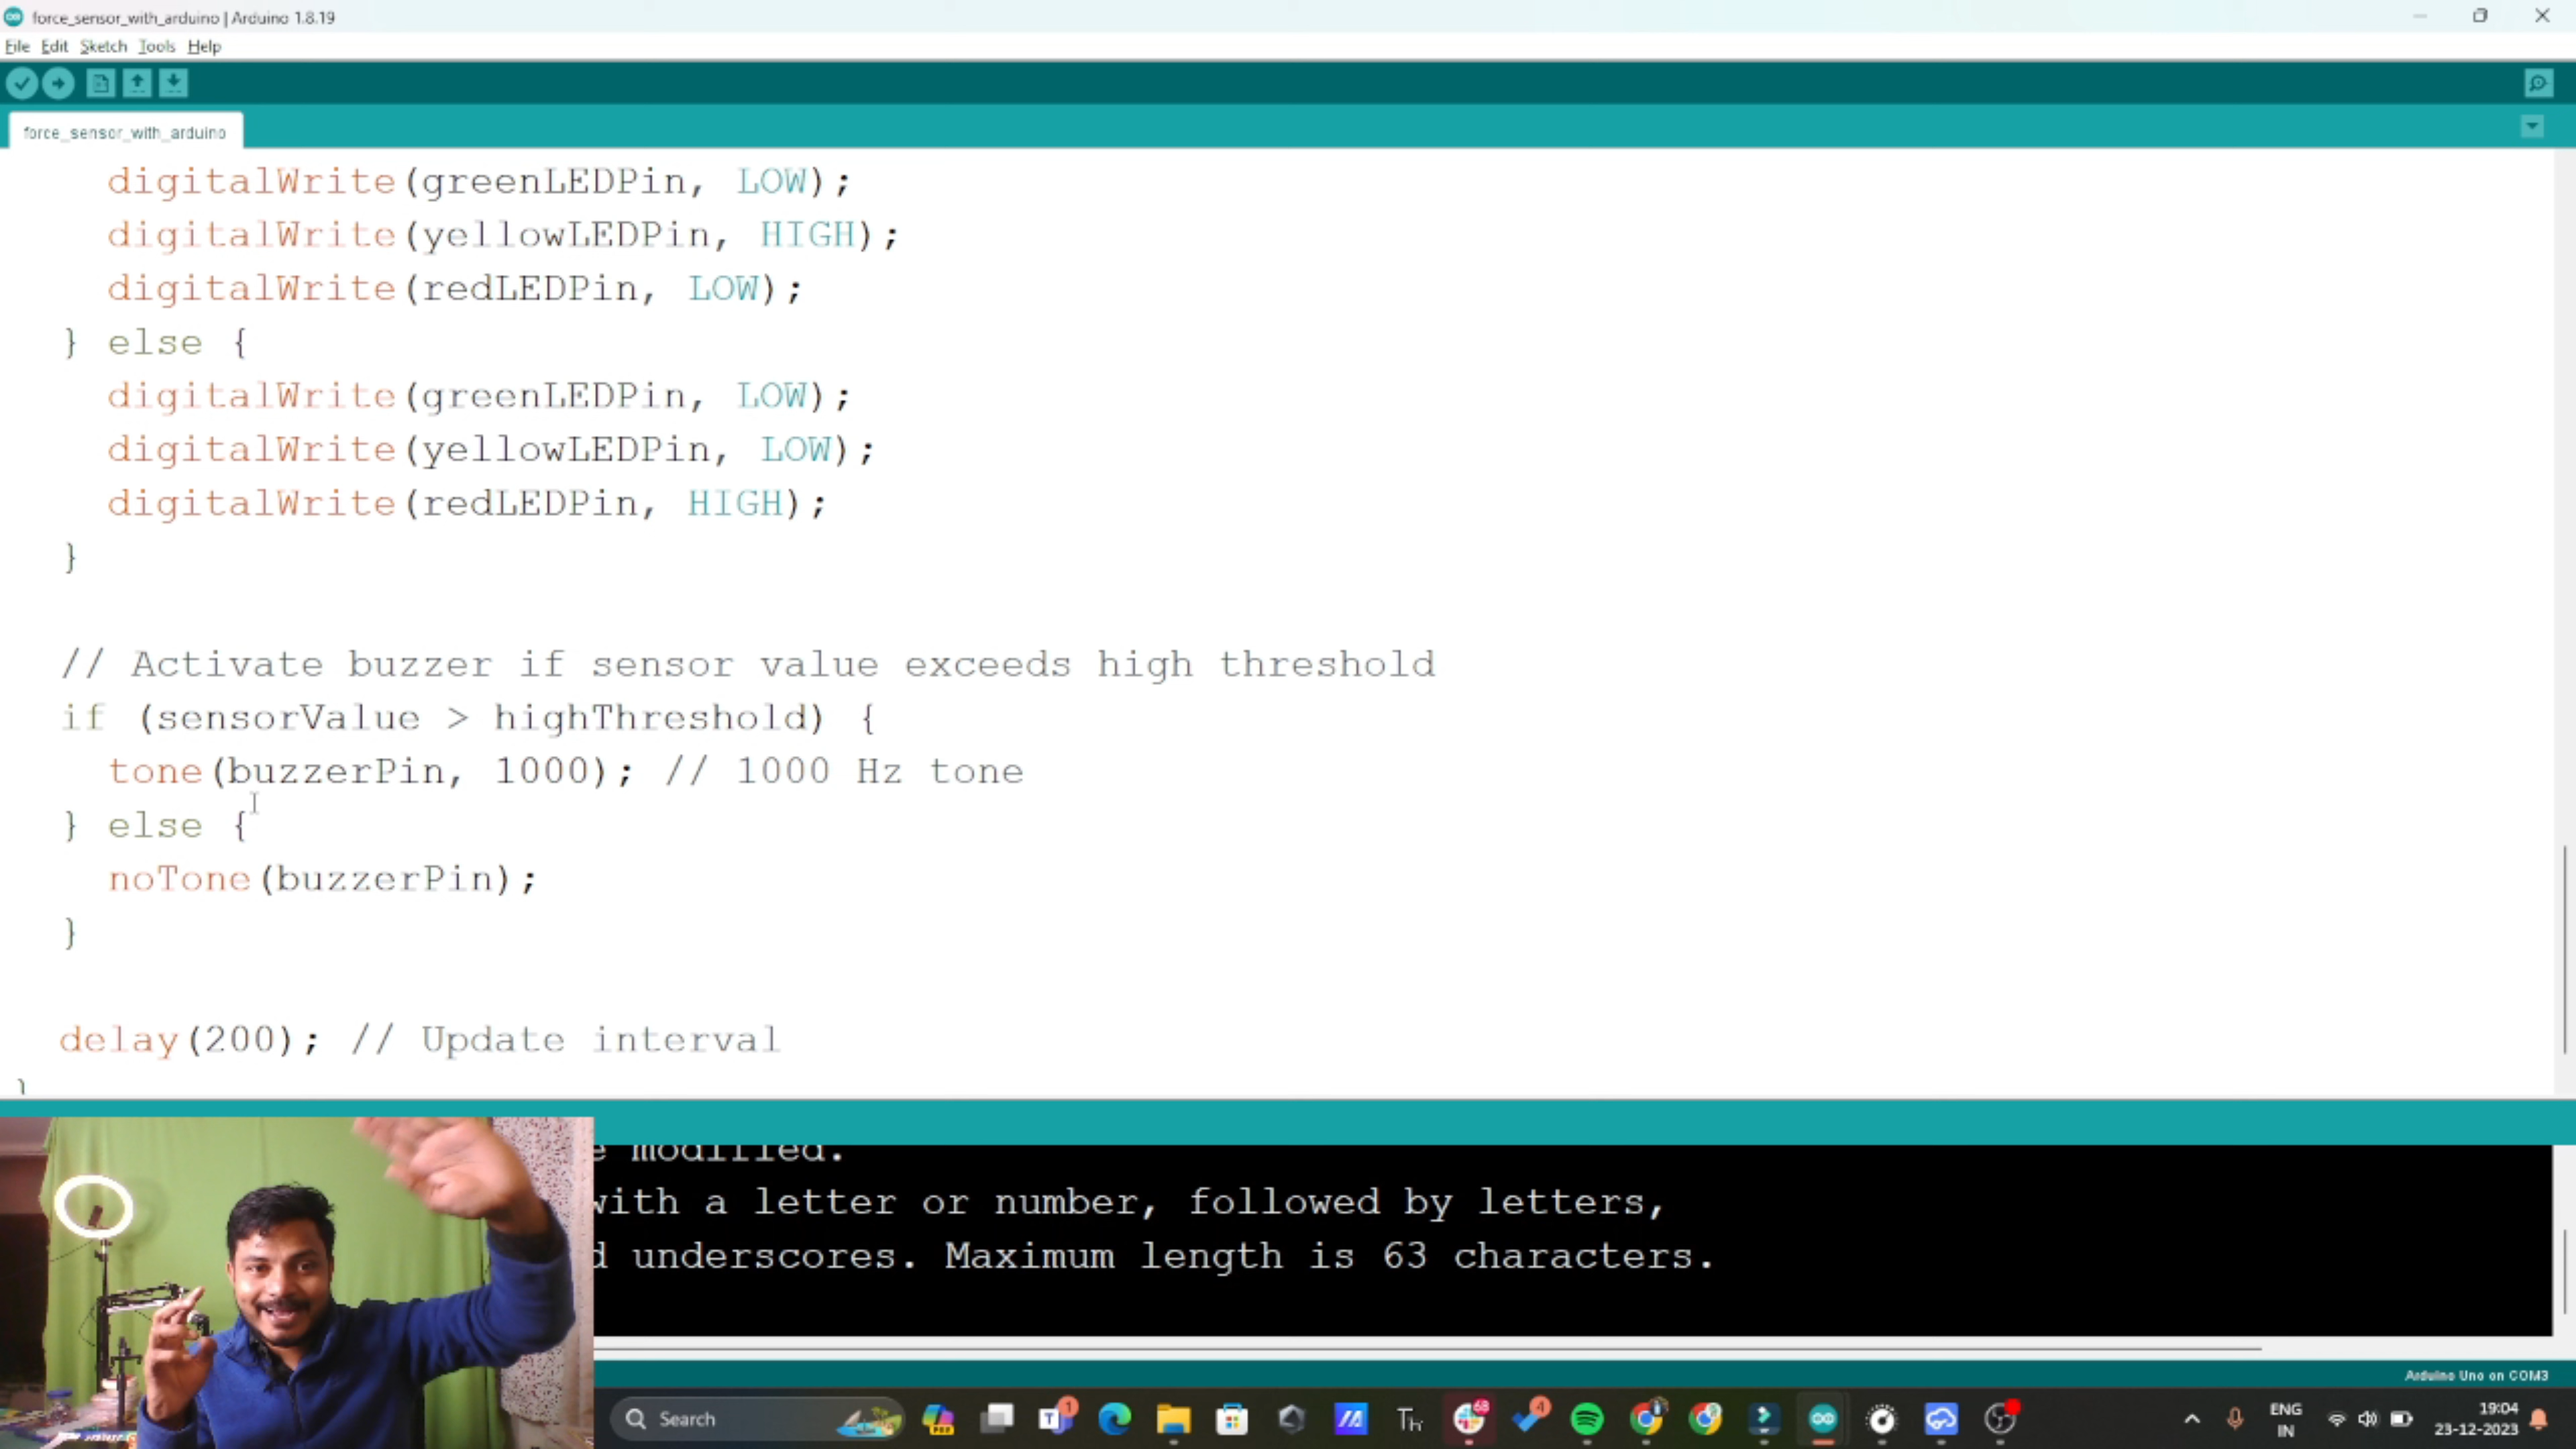 force_sensor_with_arduino | Arduino 1.8.19
File Edit Sketch Tools Help
force_sensor_with_arduino
digitalWrite(greenLEDPin, LOW);
digitalWrite(yellowLEDPin, HIGH);
digitalWrite(redLEDPin, LOW);
} else {
digitalWrite(greenLEDPin, LOW);
digitalWrite(yellowLEDPin, LOW);
digitalWrite(redLEDPin, HIGH);
}
// Activate buzzer if sensor value exceeds high threshold
if (sensorValue > highThreshold) {
tone(buzzerPin, 1000); // 1000 Hz tone
} else {
noTone(buzzerPin);
}
delay(200); // Update interval
}
e modified.
with a letter or number, followed by letters,
d underscores. Maximum length is 63 characters.
Arduino Uno on COM3
Search
1
68
4
ENG
IN
19:04
23-12-2023